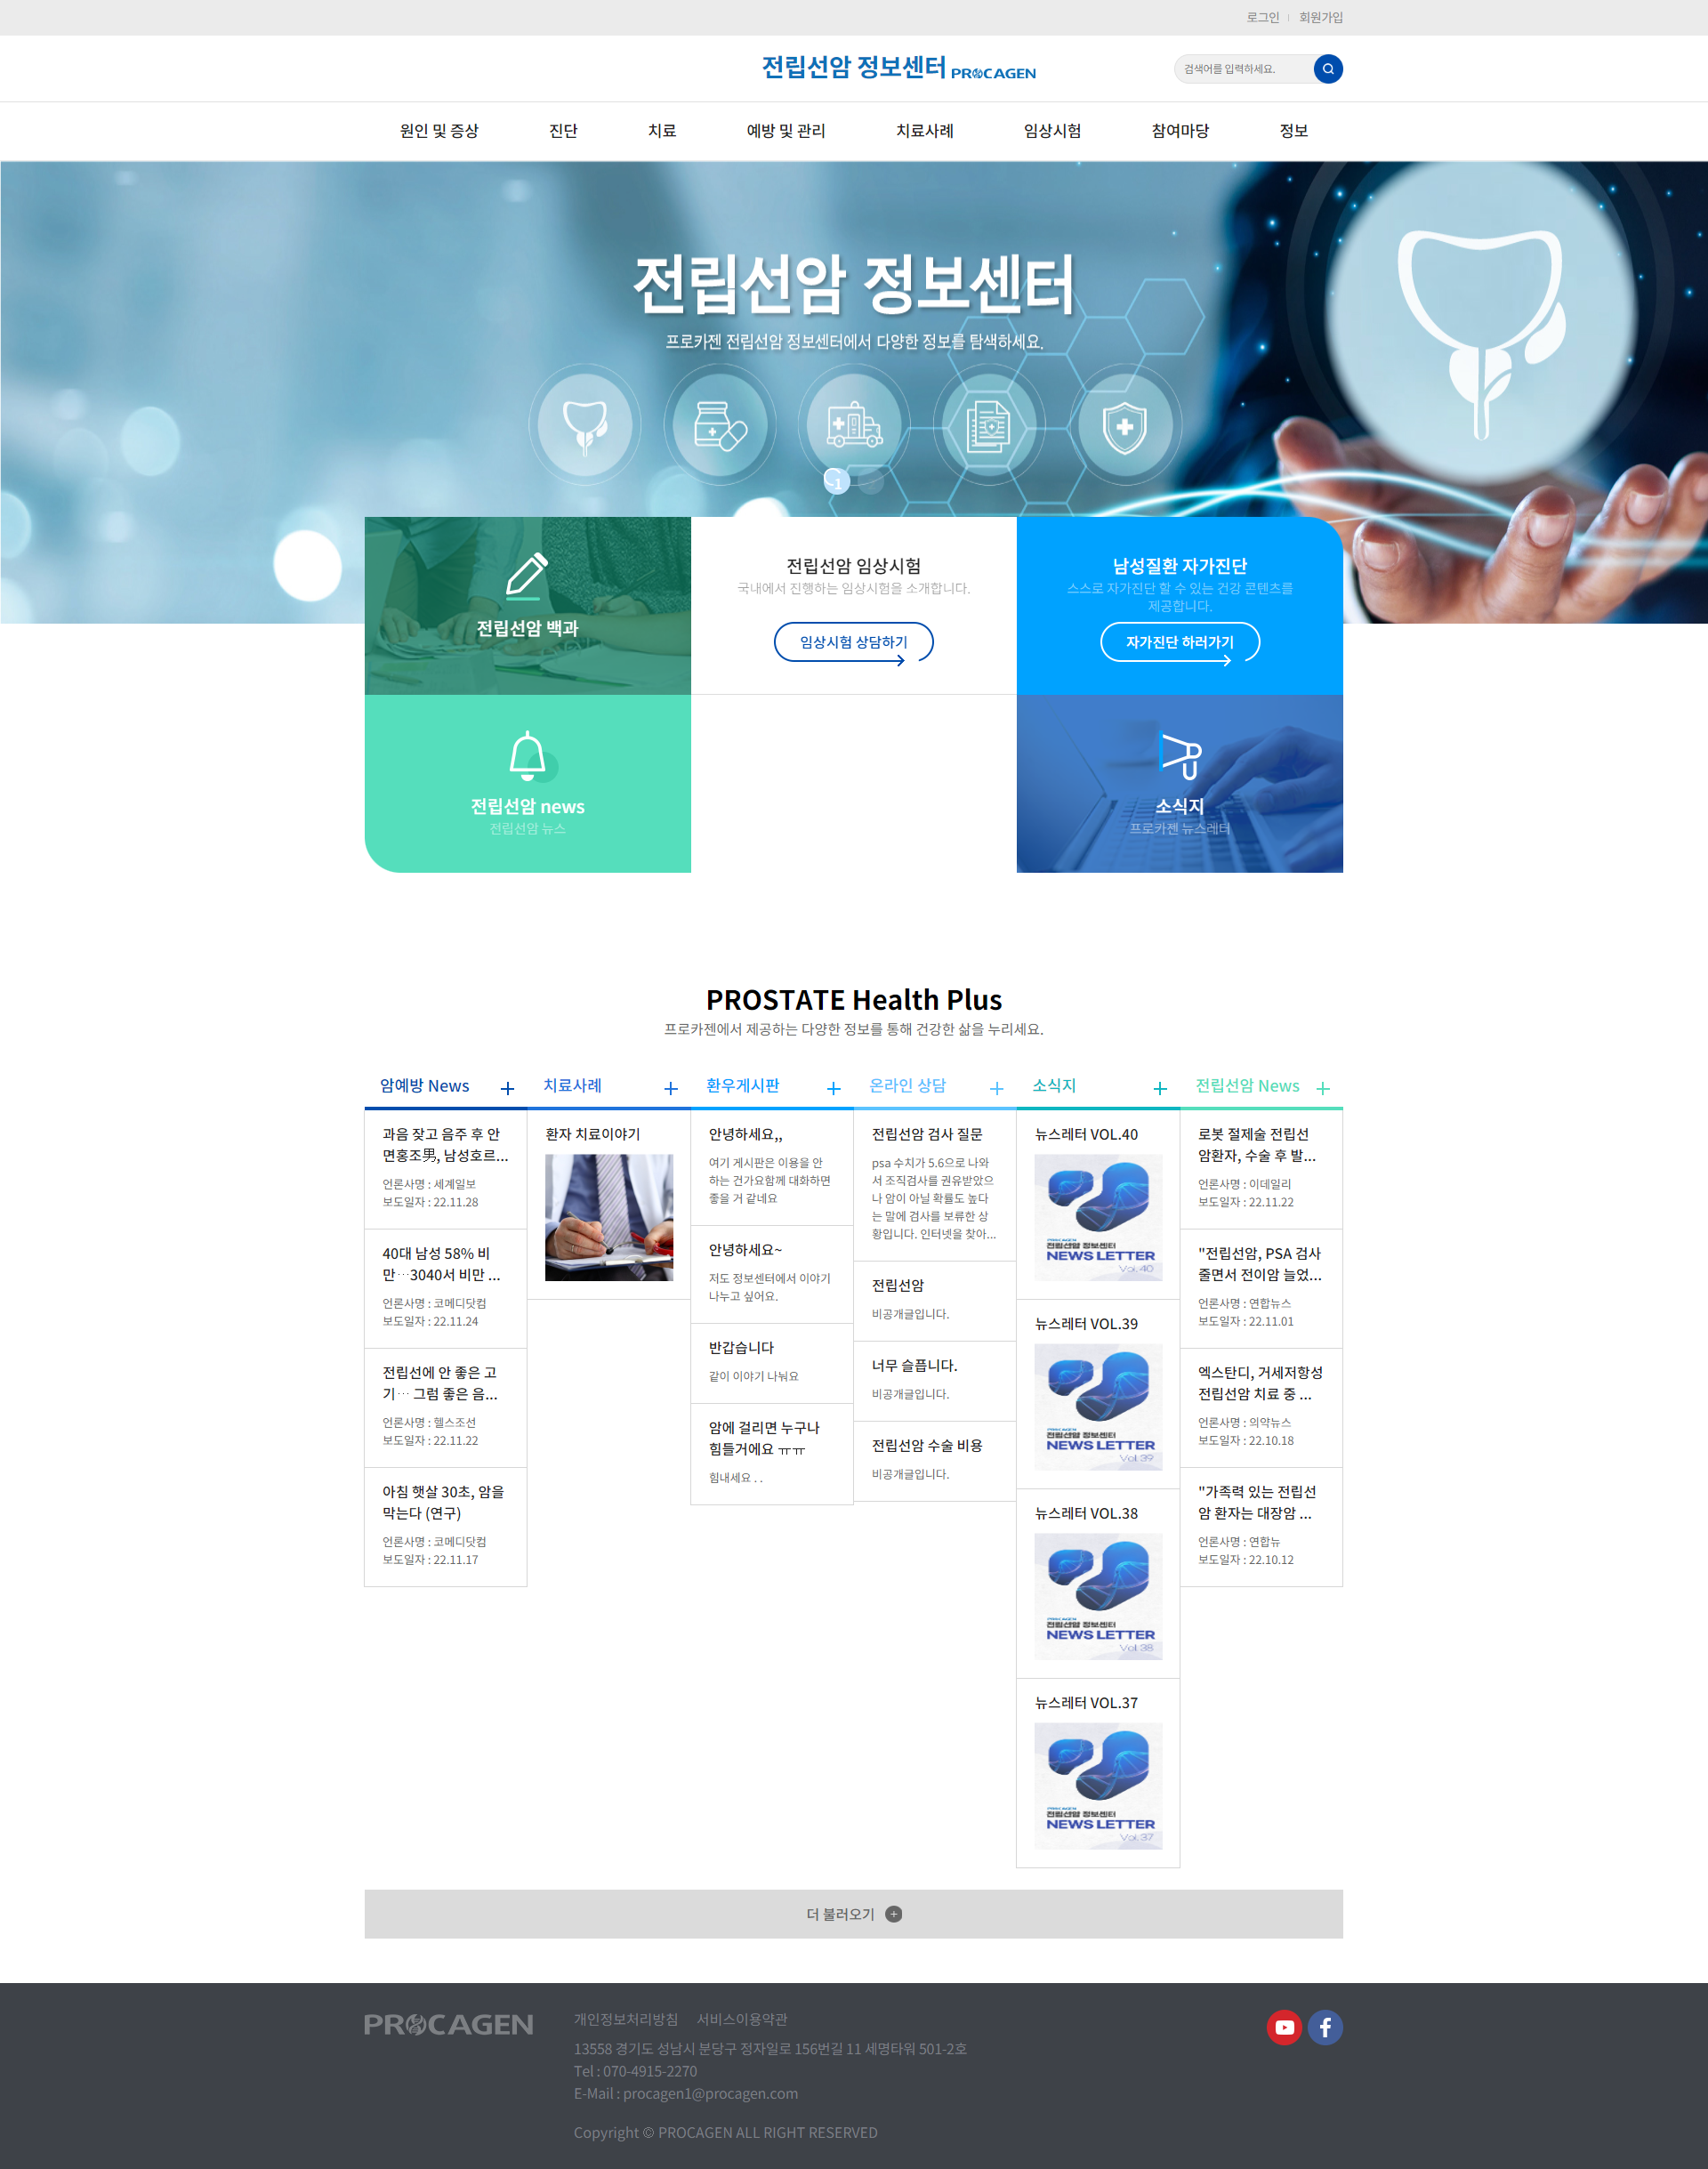 로그인
회원가입
전립선암 정보센터 PROCAGEN
검색어를 입력하세요.
원인 및 증상
진단
치료
예방 및 관리
치료사례
임상시험
참여마당
정보
전립선암 정보센터
프로카젠 전립선암 정보센터에서 다양한 정보를 탐색하세요.
1
전립선암 백과
전립선암 임상시험
국내에서 진행하는 임상시험을 소개합니다.
임상시험 상담하기
남성질환 자가진단
스스로 자가진단 할 수 있는 건강 콘텐츠를
제공합니다.
자가진단 하러가기
전립선암 news
전립선암 뉴스
소식지
프로카젠 뉴스레터
PROSTATE Health Plus
프로카젠에서 제공하는 다양한 정보를 통해 건강한 삶을 누리세요.
암예방 News
과음 잦고 음주 후 안
면홍조男, 남성호르...
언론사명 : 세계일보
보도일자 : 22.11.28
40대 남성 58% 비
만…3040서 비만 ...
언론사명 : 코메디닷컴
보도일자 : 22.11.24
전립선에 안 좋은 고
기… 그럼 좋은 음...
언론사명 : 헬스조선
보도일자 : 22.11.22
아침 햇살 30초, 암을
막는다 (연구)
언론사명 : 코메디닷컴
보도일자 : 22.11.17
치료사례
환자 치료이야기
환우게시판
안녕하세요,,
여기 게시판은 이용을 안
하는 건가요함께 대화하면
좋을 거 같네요
안녕하세요~
저도 정보센터에서 이야기
나누고 싶어요.
반갑습니다
같이 이야기 나눠요
암에 걸리면 누구나
힘들거에요 ㅠㅠ
힘내세요 . .
온라인 상담
전립선암 검사 질문
psa 수치가 5.6으로 나와
서 조직검사를 권유받았으
나 암이 아닐 확률도 높다
는 말에 검사를 보류한 상
황입니다. 인터넷을 찾아...
전립선암
비공개글입니다.
너무 슬픕니다.
비공개글입니다.
전립선암 수술 비용
비공개글입니다.
소식지
뉴스레터 VOL.40
PROCAGEN
전립선암 정보센터
NEWS LETTER
Vol. 40
뉴스레터 VOL.39
PROCAGEN
전립선암 정보센터
NEWS LETTER
Vol. 39
뉴스레터 VOL.38
PROCAGEN
전립선암 정보센터
NEWS LETTER
Vol. 38
뉴스레터 VOL.37
PROCAGEN
전립선암 정보센터
NEWS LETTER
Vol. 37
전립선암 News
로봇 절제술 전립선
암환자, 수술 후 발...
언론사명 : 이데일리
보도일자 : 22.11.22
"전립선암, PSA 검사
줄면서 전이암 늘었...
언론사명 : 연합뉴스
보도일자 : 22.11.01
엑스탄디, 거세저항성
전립선암 치료 중 ...
언론사명 : 의약뉴스
보도일자 : 22.10.18
"가족력 있는 전립선
암 환자는 대장암 ...
언론사명 : 연합뉴
보도일자 : 22.10.12
더 불러오기
PROCAGEN
개인정보처리방침
서비스이용약관
13558 경기도 성남시 분당구 정자일로 156번길 11 세명타워 501-2호
Tel : 070-4915-2270
E-Mail : procagen1@procagen.com
Copyright © PROCAGEN ALL RIGHT RESERVED